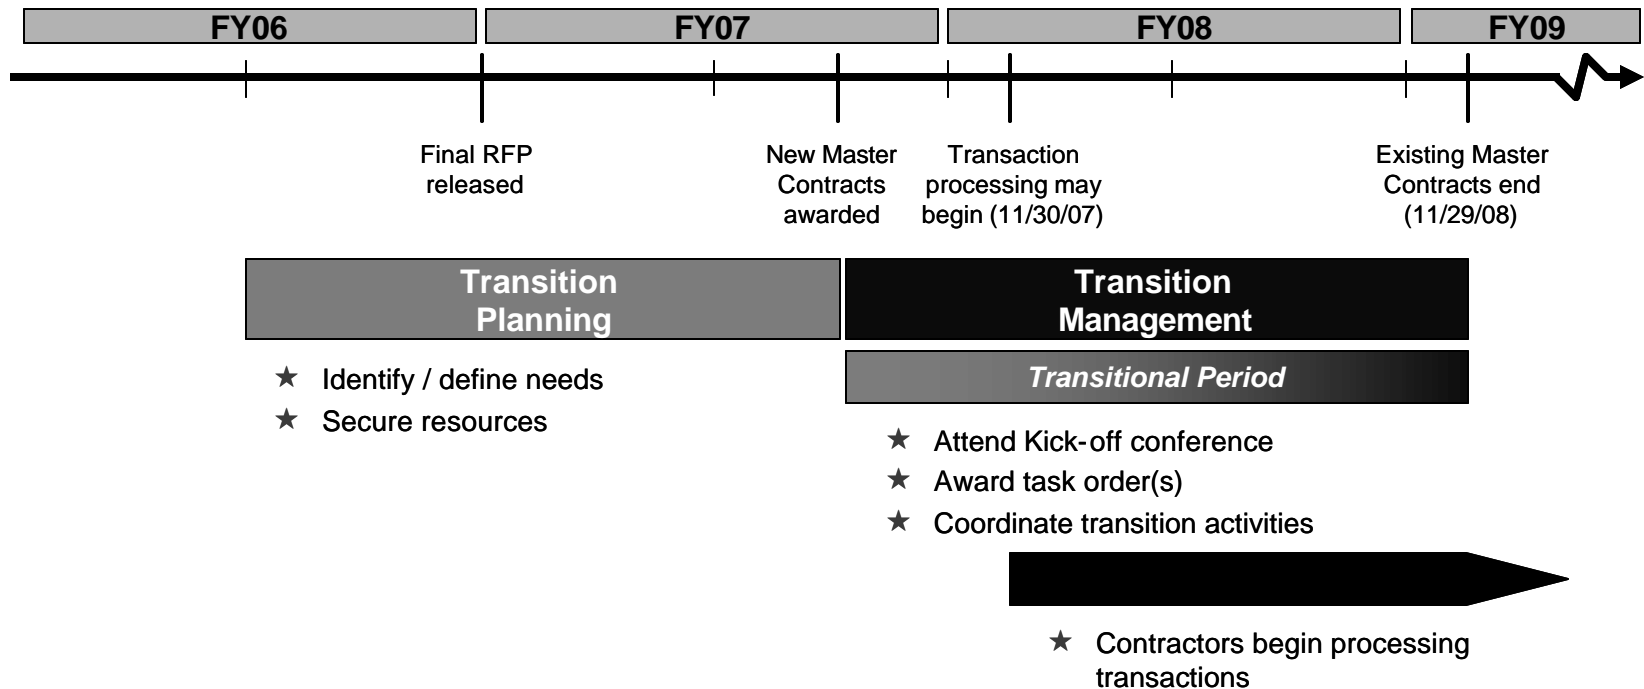 FY06
FY07
FY08
FY09
Final RFP
released
New Master
Contracts
awarded
Transaction
processing may
begin (11/30/07)
Existing Master
Contracts end
(11/29/08)
Transition
Planning
Transition
Management
Transitional Period
Identify / define needs
Secure resources
Attend Kick-off conference
Award task order(s)
Coordinate transition activities
Contractors begin processing
transactions